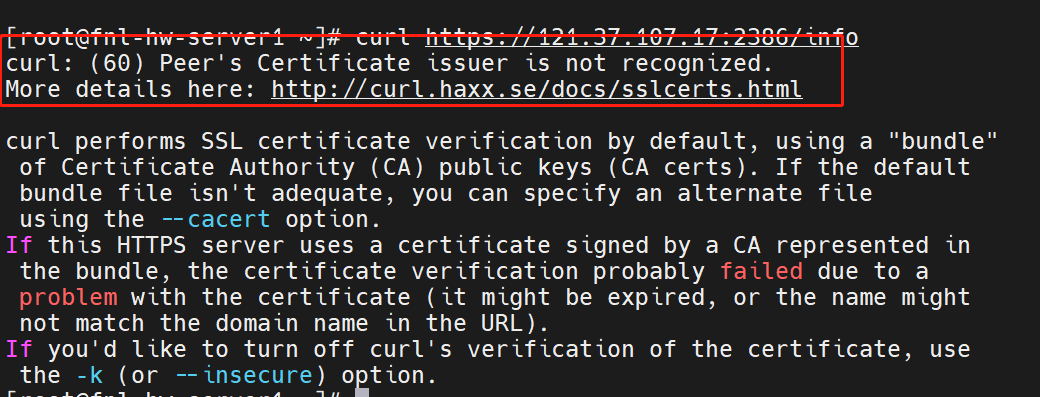 [root@fnl-hw-server1 ~]# curl https://121.37.107.17:2386/info
curl: (60) Peer's Certificate issuer is not recognized.
More details here: http://curl.haxx.se/docs/sslcerts.html
curl performs SSL certificate verification by default, using a "bundle"
of Certificate Authority (CA) public keys (CA certs). If the default
bundle file isn't adequate, you can specify an alternate file
using the --cacert option.
If this HTTPS server uses a certificate signed by a CA represented in
the bundle, the certificate verification probably failed due to a
problem with the certificate (it might be expired, or the name might
not match the domain name in the URL).
If you'd like to turn off curl's verification of the certificate, use
the -k (or --insecure) option.
[root@fnl-hw-server1 ~]#